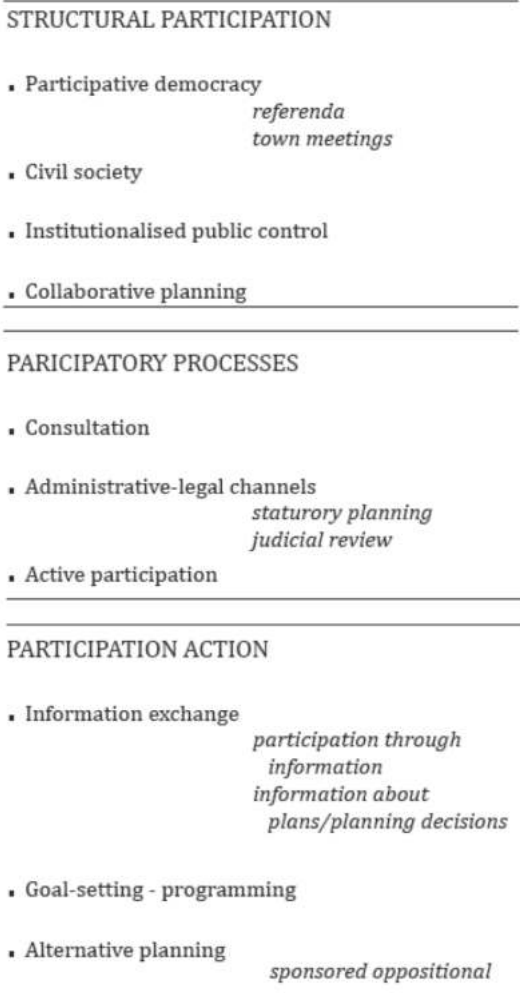 STRUCTURAL PARTICIPATION
▪ Participative democracy
referenda
town meetings
▪ Civil society
▪ Institutionalised public control
▪ Collaborative planning
PARICIPATORY PROCESSES
▪ Consultation
▪ Administrative-legal channels
staturory planning
judicial review
▪ Active participation
PARTICIPATION ACTION
▪ Information exchange
participation through
information
information about
plans/planning decisions
▪ Goal-setting - programming
▪ Alternative planning
sponsored oppositional